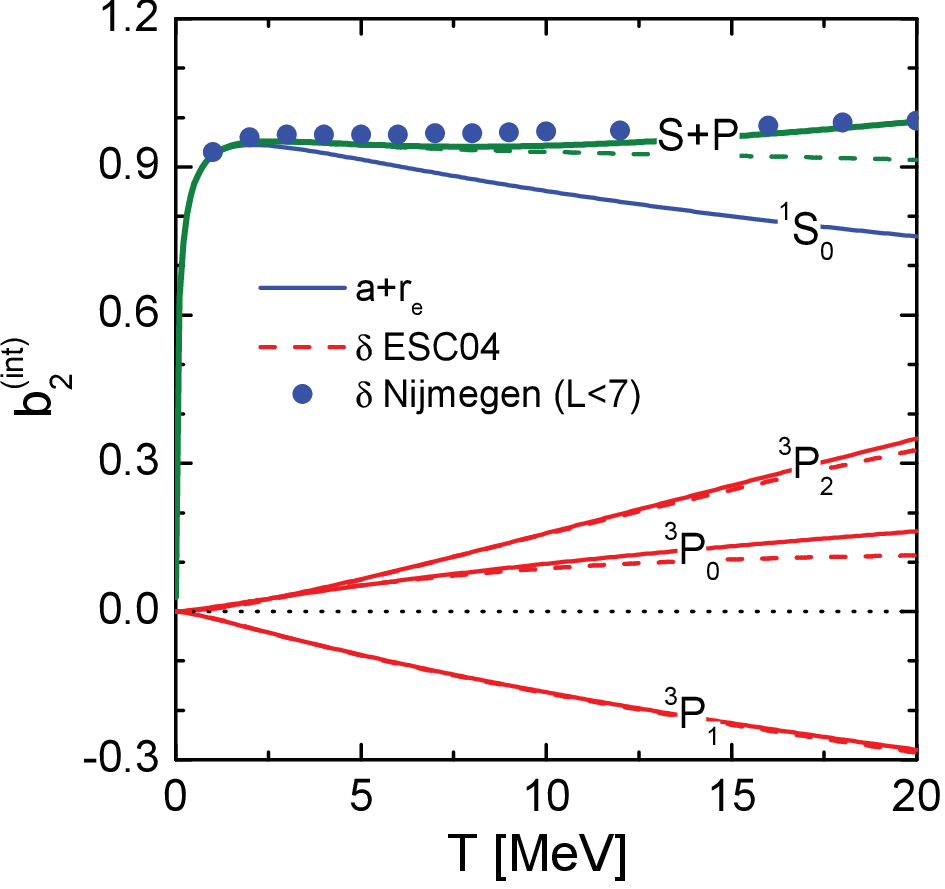 1.2
0.9
0.6
0.3
0.0
-0.3
b₂⁽ⁱⁿᵗ⁾
S+P
¹S₀
a+rₑ
δ ESC04
δ Nijmegen (L<7)
³P₂
³P₀
³P₁
0 5 10 15 20
T [MeV]